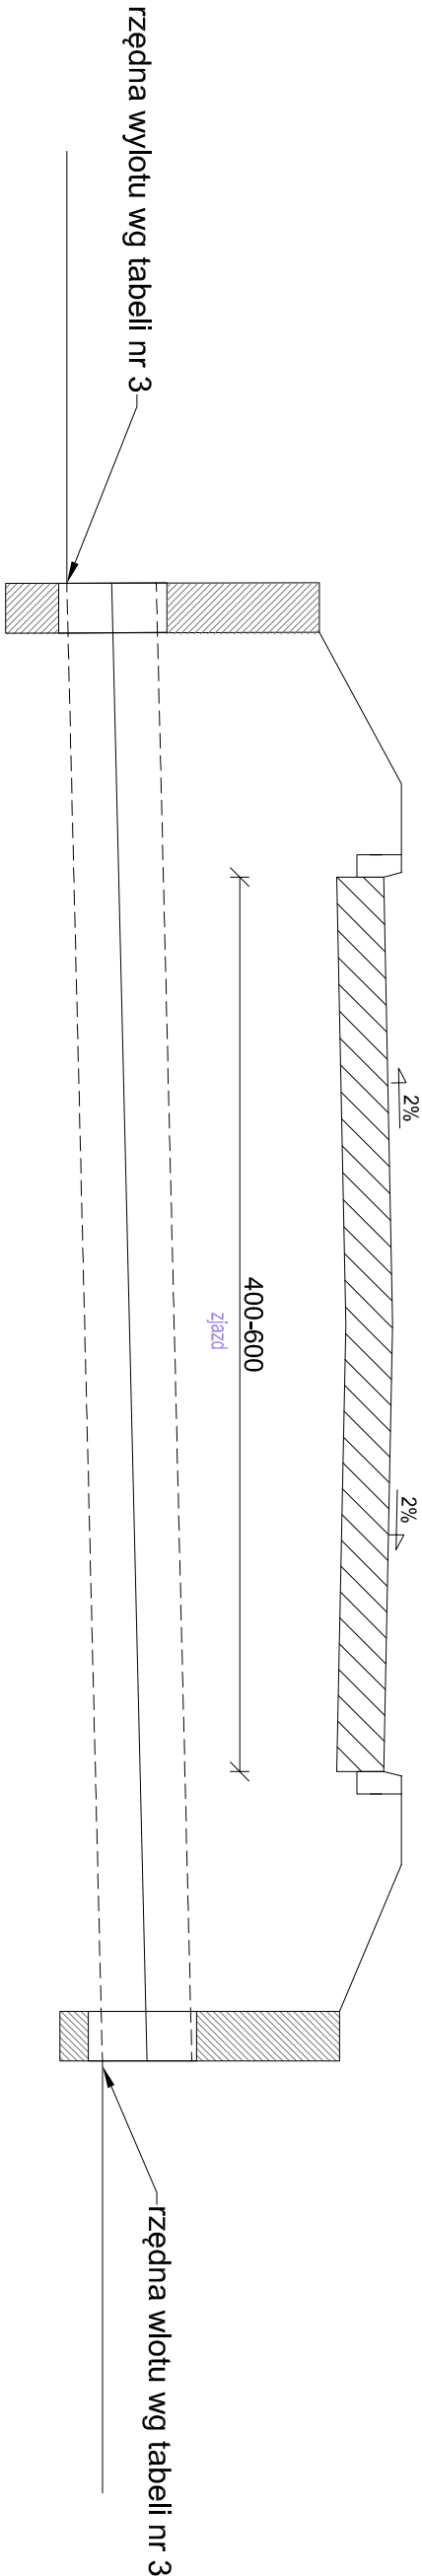 rzędna wylotu wg tabeli nr 3
2%
400-600
zjazd
2%
rzędna wlotu wg tabeli nr 3